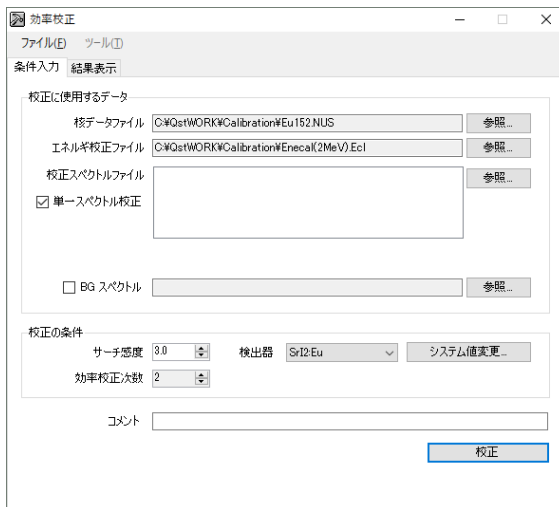 効率校正
ファイル(F) ツール(T)
条件入力 結果表示
校正に使用するデータ
核データファイル C:¥QstWORK¥Calibration¥Eu152.NUS 参照...
エネルギ校正ファイル C:¥QstWORK¥Calibration¥Enecal(2MeV).Ecl 参照...
校正スペクトルファイル 参照...
単一スペクトル校正
BG スペクトル 参照...
校正の条件
サーチ感度 3.0 検出器 SrI2:Eu システム値変更...
効率校正次数 2
コメント
校正